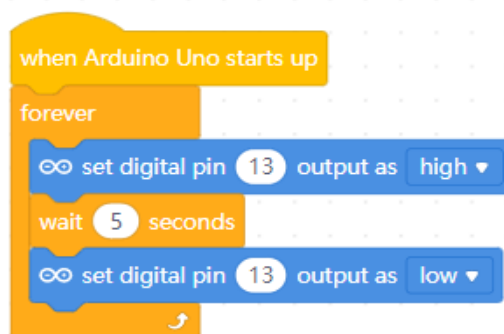 when Arduino Uno starts up
forever
set digital pin 13 output as high
wait 5 seconds
set digital pin 13 output as low